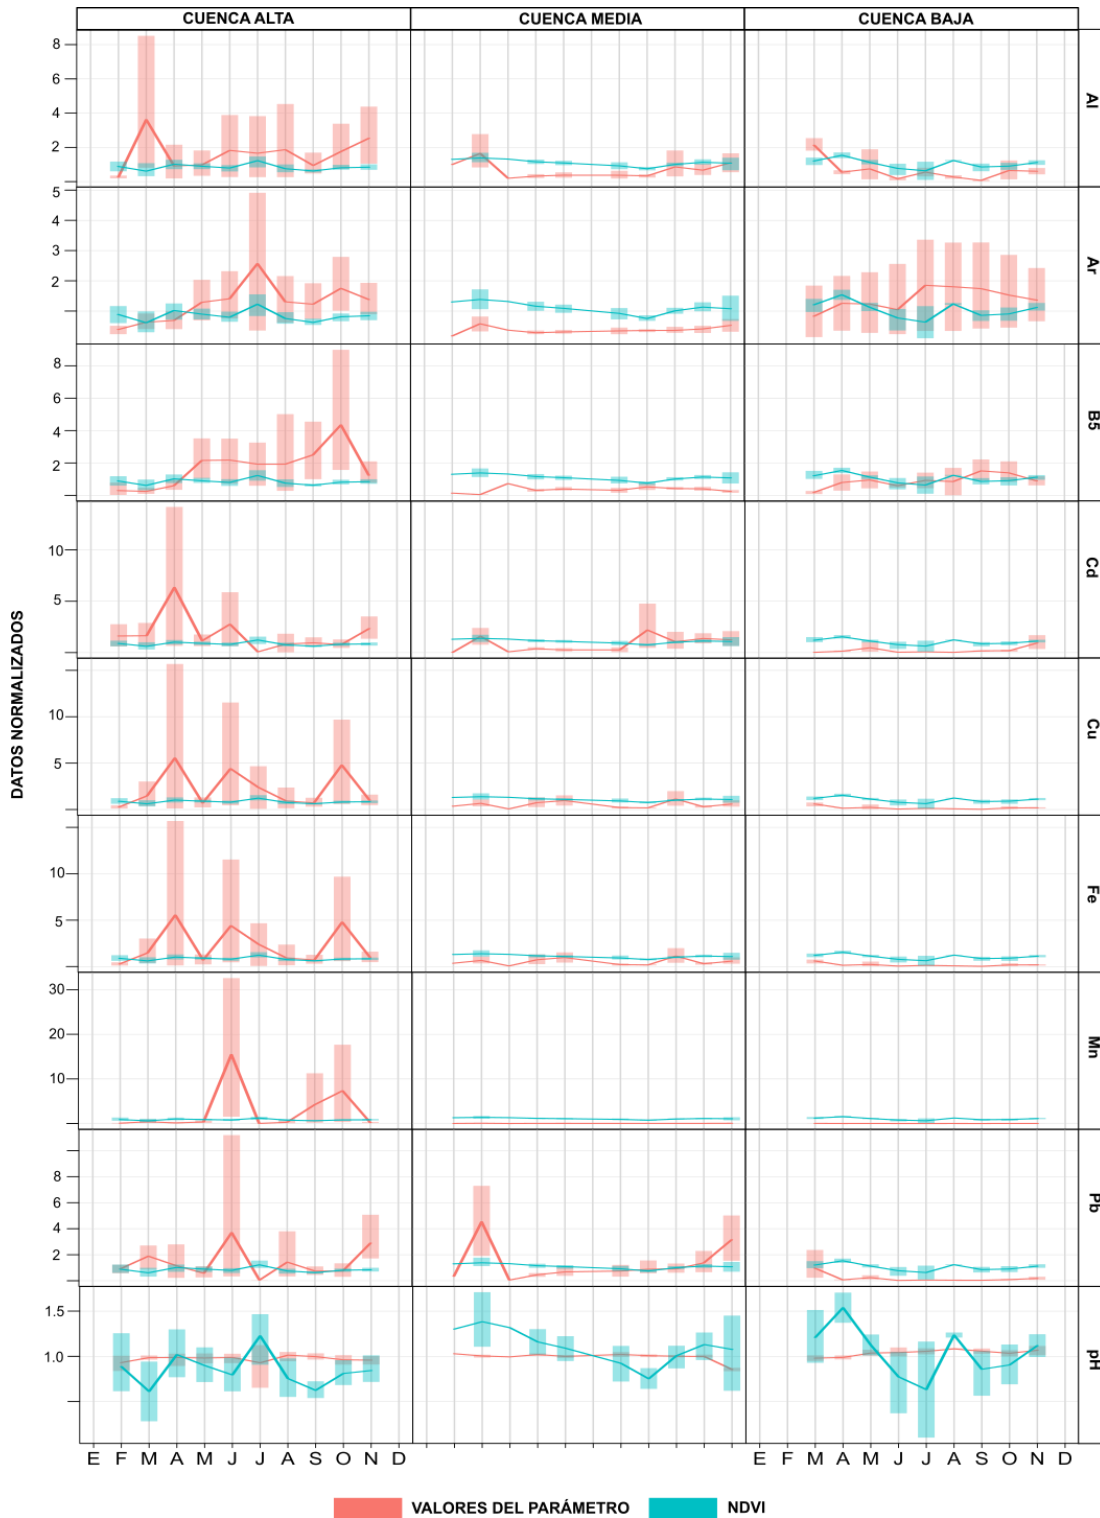 CUENCA ALTA CUENCA MEDIA CUENCA BAJA
8
6
4
2
Al
5
4
3
2
Ar
8
6
4
2
B5
10
5
Cd
10
5
Cu
10
5
Fe
30
20
10
Mn
8
6
4
2
Pb
1.5
1.0
pH
DATOS NORMALIZADOS
E F M A M J J A S O N D E F M A M J J A S O N D
VALORES DEL PARÁMETRO NDVI